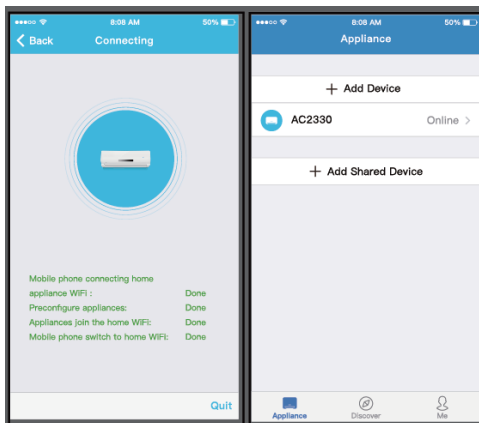 8:08 AM
50%
Back
Connecting
Mobile phone connecting home
appliance WiFi :
Done
Preconfigure appliances:
Done
Appliances join the home WiFi:
Done
Mobile phone switch to home WiFi:
Done
Quit
8:08 AM
50%
Appliance
+ Add Device
AC2330
Online >
+ Add Shared Device
Appliance
Discover
Me